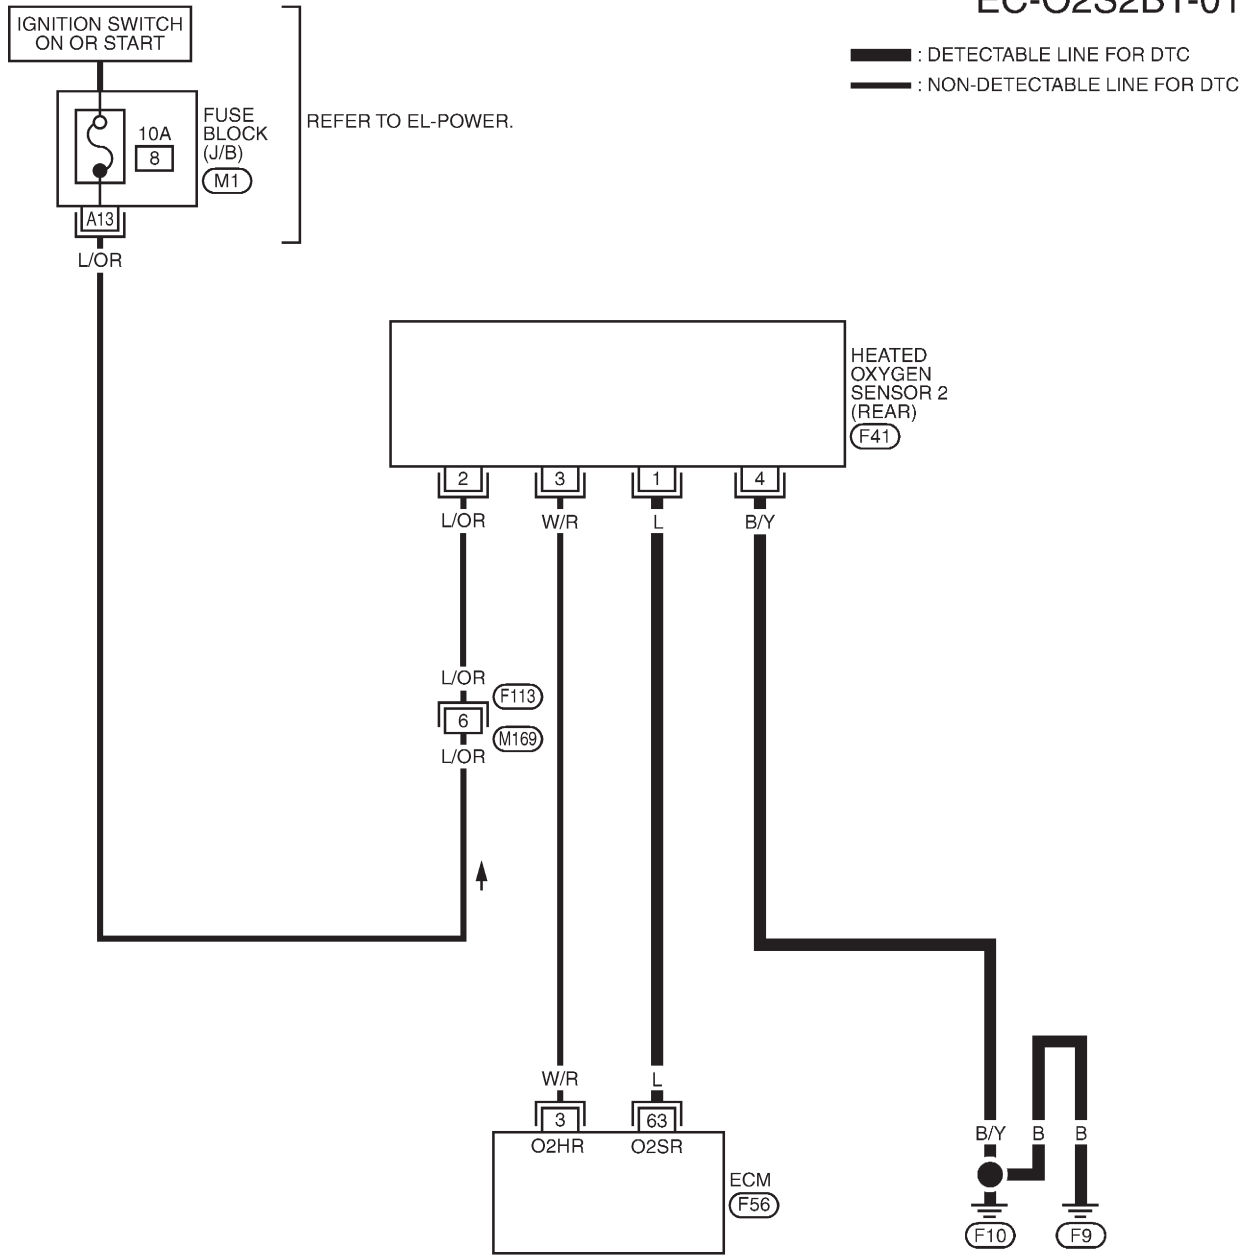 EC-O2S2B1-01
IGNITION SWITCH
ON OR START
: DETECTABLE LINE FOR DTC
: NON-DETECTABLE LINE FOR DTC
FUSE
BLOCK
(J/B)
M1
10A
8
REFER TO EL-POWER.
A13
L/OR
HEATED
OXYGEN
SENSOR 2
(REAR)
F41
2 3 1 4
L/OR W/R L B/Y
L/OR
F113
6
M169
L/OR
W/R L
3 63
O2HR O2SR
ECM
F56
B/Y B B
F10 F9